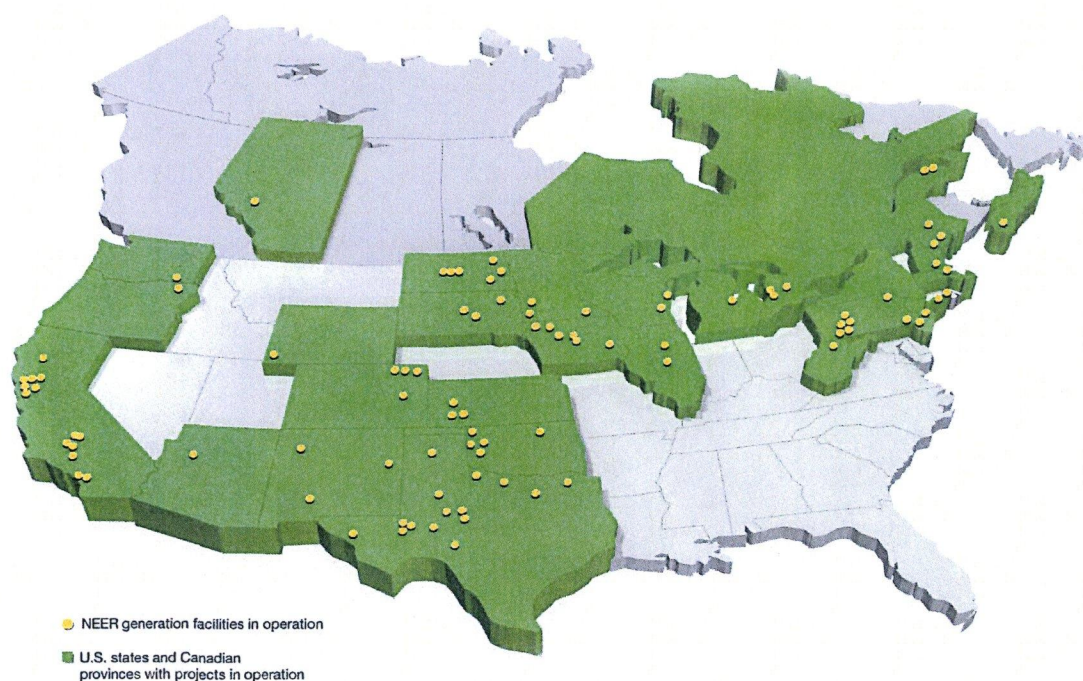 NEER generation facilities in operation
U.S. states and Canadian
provinces with projects in operation